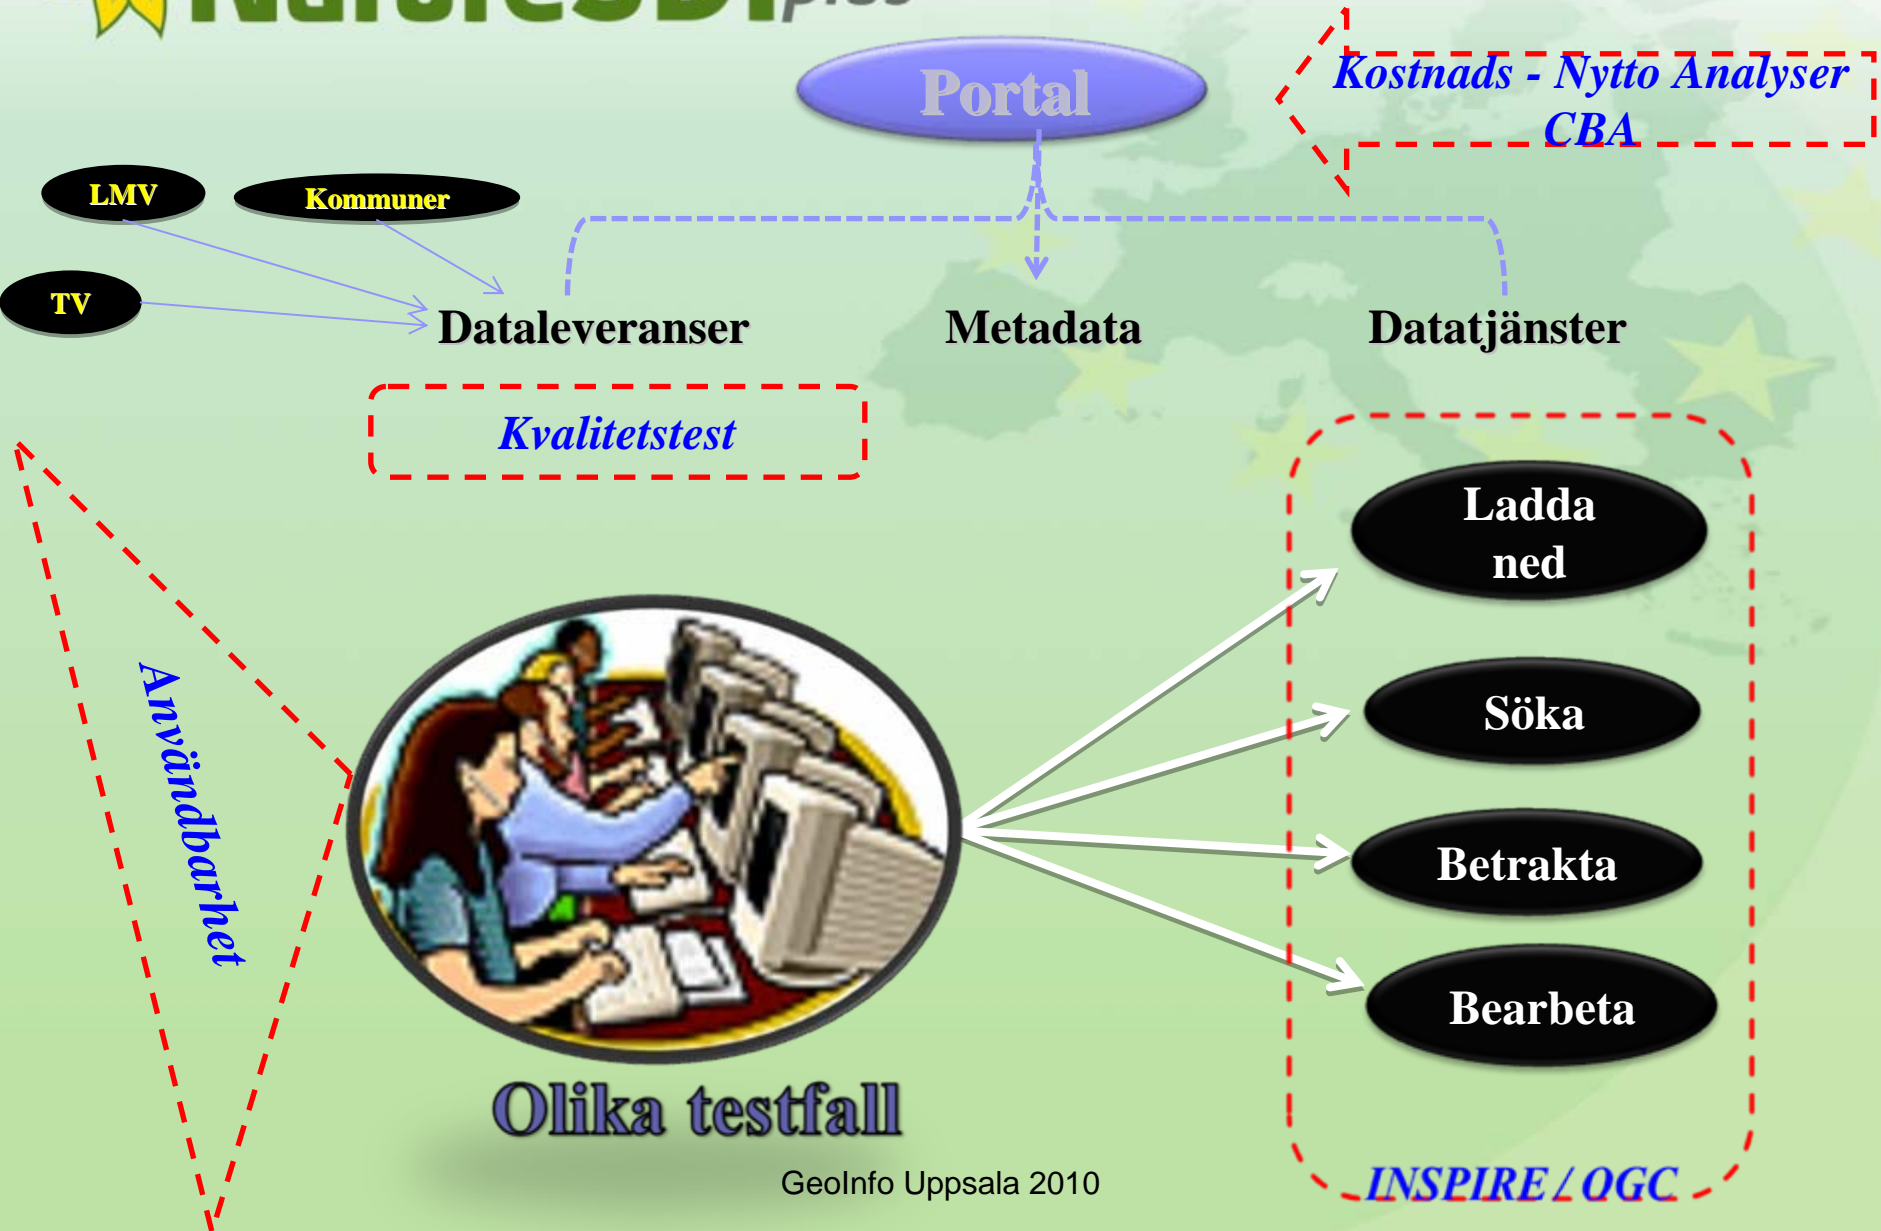 NatureSDIplus
Portal
Kostnads - Nytto Analyser
CBA
LMV
Kommuner
TV
Dataleveranser
Metadata
Datatjänster
Kvalitetstest
Ladda
ned
Söka
Användbarhet
Betrakta
Bearbeta
Olika testfall
GeoInfo Uppsala 2010
INSPIRE / OGC